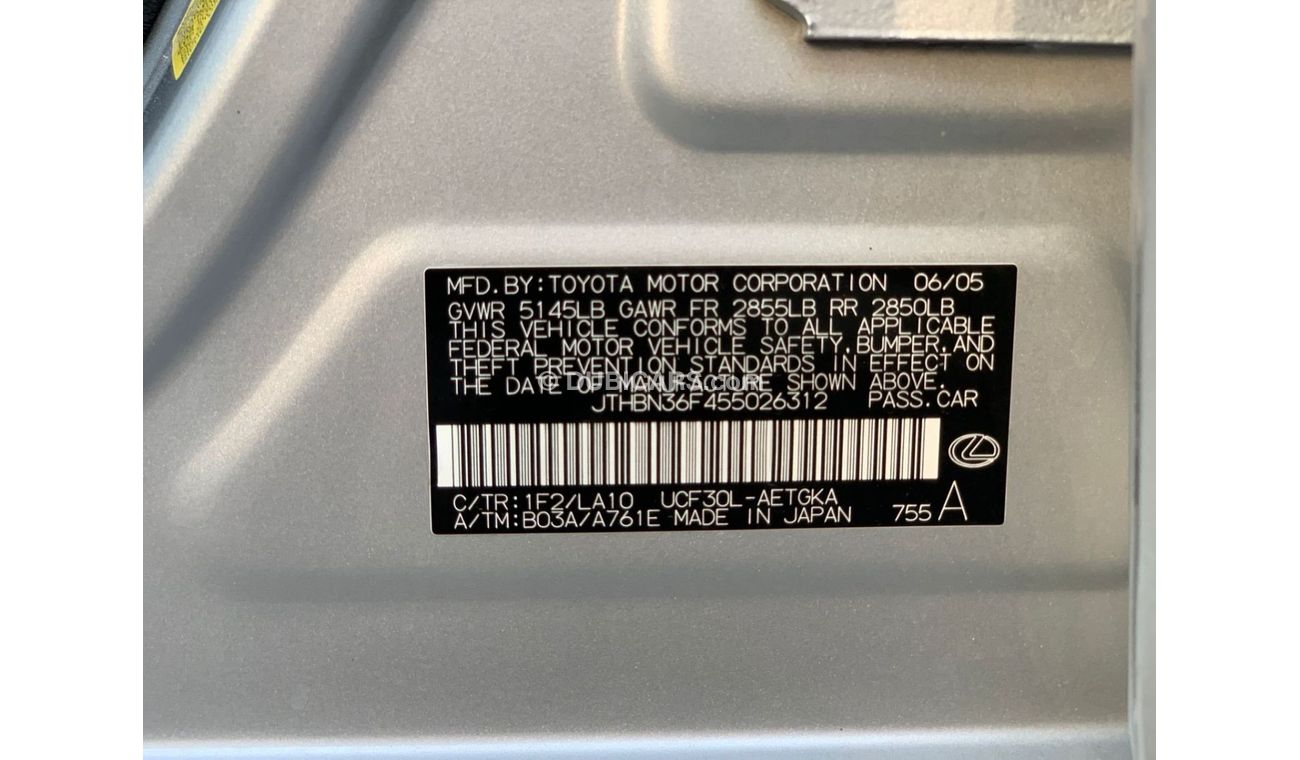 MFD.BY:TOYOTA MOTOR CORPORATION 06/05
GVWR 5145LB GAWR FR 2855LB RR 2850LB
THIS VEHICLE CONFORMS TO ALL APPLICABLE
FEDERAL MOTOR VEHICLE SAFETY,BUMPER,AND
THEFT PREVENTION STANDARDS IN EFFECT ON
THE DATE OF MANUFACTURE SHOWN ABOVE.
© DUBICARS.com
JTHBN36F455026312 PASS.CAR
C/TR:1F2/LA10 UCF30L-AETGKA
A/TM:B03A/A761E MADE IN JAPAN 755 A